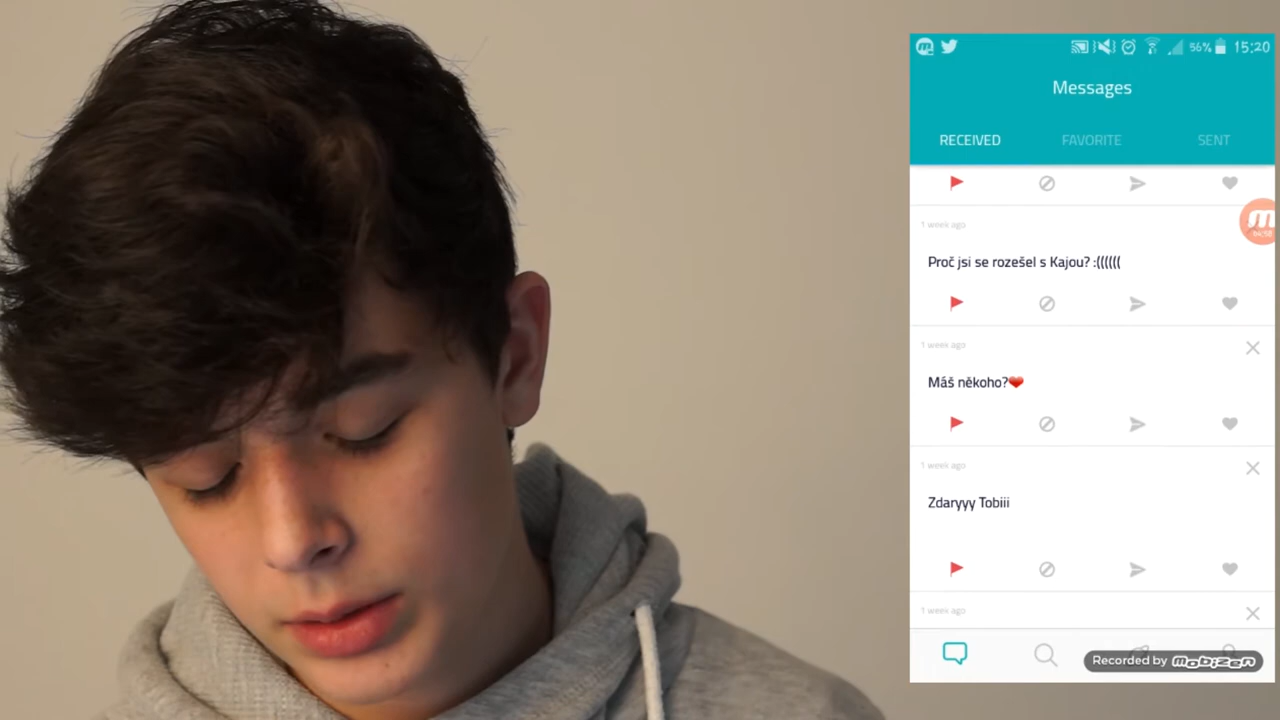 56% 15:20
Messages
RECEIVED FAVORITE SENT
1 week ago
Proč jsi se rozešel s Kajou? :((((((
1 week ago
Máš někoho?❤️
1 week ago
Zdaryyy Tobiii
1 week ago
Recorded by mobizen